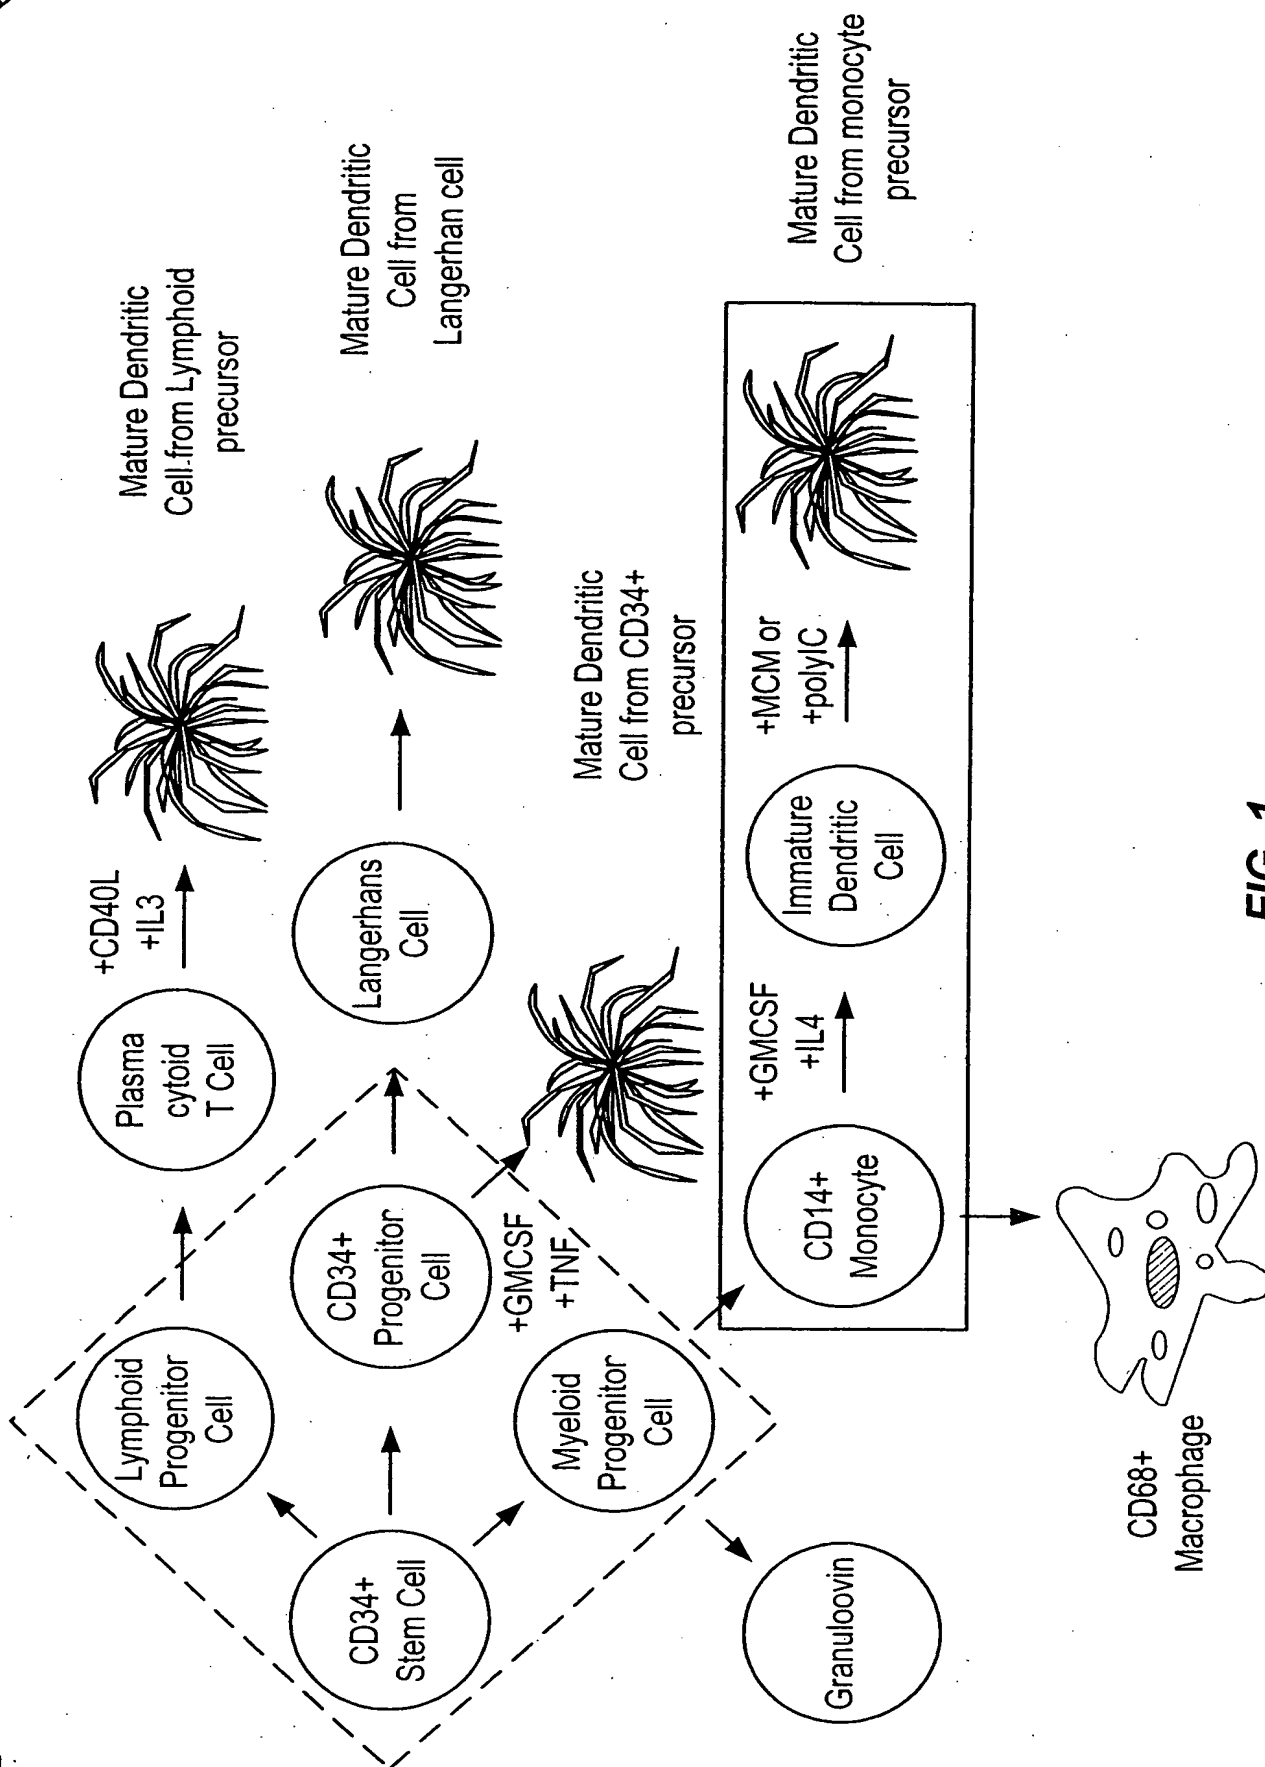 Mature Dendritic
Cell from Lymphoid
precursor
+CD40L
+IL3
Plasma
cytoid
T Cell
Lymphoid
Progenitor
Cell
Mature Dendritic
Cell from
Langerhan cell
Langerhans
Cell
CD34+
Progenitor
Cell
CD34+
Stem Cell
+GMCSF
+TNF
Mature Dendritic
Cell from CD34+
precursor
Myeloid
Progenitor
Cell
Granuloovin
CD14+
Monocyte
+GMCSF
+IL4
Immature
Dendritic
Cell
+MCM or
+polyIC
Mature Dendritic
Cell from monocyte
precursor
CD68+
Macrophage
FIG. 1